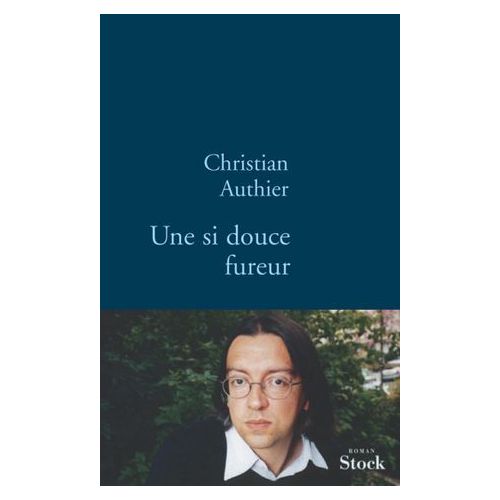 Christian
Authier
Une si douce
fureur
ROMAN
Stock